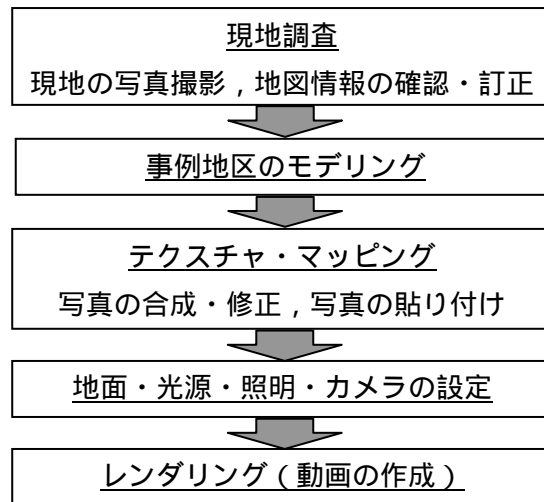 現地調査
現地の写真撮影，地図情報の確認・訂正
事例地区のモデリング
テクスチャ・マッピング
写真の合成・修正，写真の貼り付け
地面・光源・照明・カメラの設定
レンダリング（動画の作成）